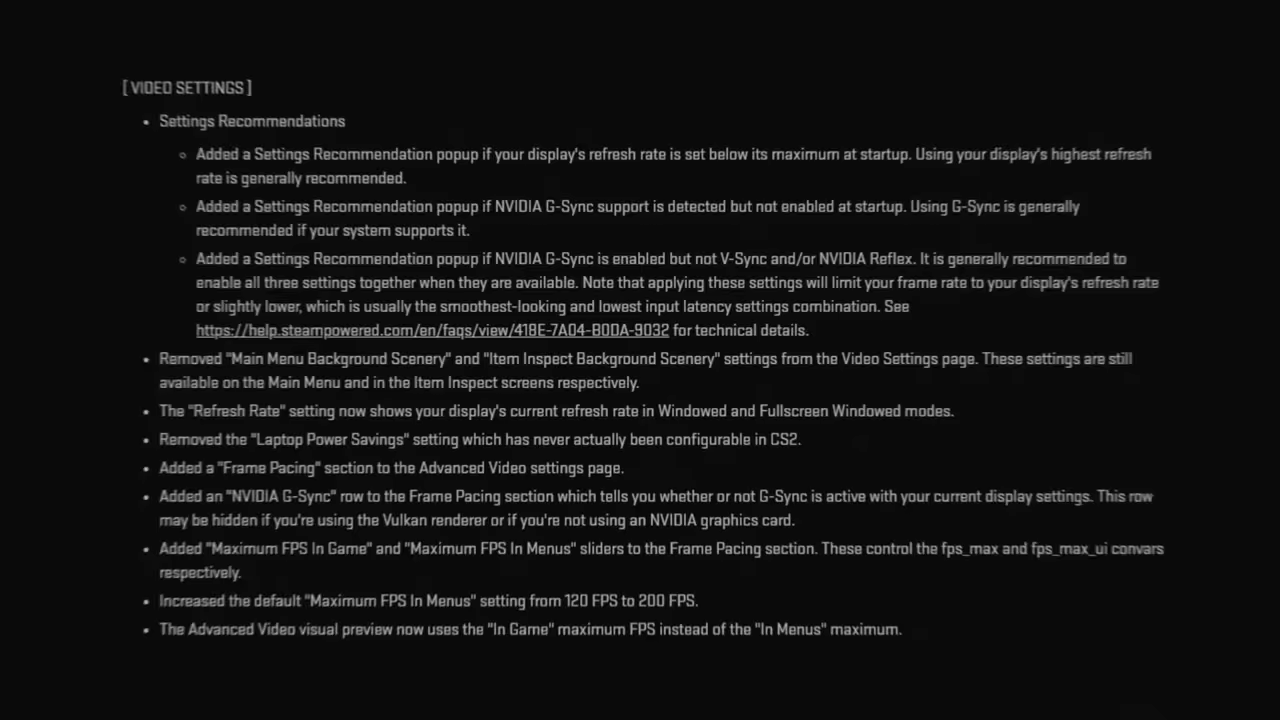 [ VIDEO SETTINGS ]
• Settings Recommendations
◦ Added a Settings Recommendation popup if your display's refresh rate is set below its maximum at startup. Using your display's highest refresh
rate is generally recommended.
◦ Added a Settings Recommendation popup if NVIDIA G-Sync support is detected but not enabled at startup. Using G-Sync is generally
recommended if your system supports it.
◦ Added a Settings Recommendation popup if NVIDIA G-Sync is enabled but not V-Sync and/or NVIDIA Reflex. It is generally recommended to
enable all three settings together when they are available. Note that applying these settings will limit your frame rate to your display's refresh rate
or slightly lower, which is usually the smoothest-looking and lowest input latency settings combination. See
https://help.steampowered.com/en/faqs/view/418E-7A04-B0DA-9032 for technical details.
• Removed "Main Menu Background Scenery" and "Item Inspect Background Scenery" settings from the Video Settings page. These settings are still
available on the Main Menu and in the Item Inspect screens respectively.
• The "Refresh Rate" setting now shows your display's current refresh rate in Windowed and Fullscreen Windowed modes.
• Removed the "Laptop Power Savings" setting which has never actually been configurable in CS2.
• Added a "Frame Pacing" section to the Advanced Video settings page.
• Added an "NVIDIA G-Sync" row to the Frame Pacing section which tells you whether or not G-Sync is active with your current display settings. This row
may be hidden if you're using the Vulkan renderer or if you're not using an NVIDIA graphics card.
• Added "Maximum FPS In Game" and "Maximum FPS In Menus" sliders to the Frame Pacing section. These control the fps_max and fps_max_ui convars
respectively.
• Increased the default "Maximum FPS In Menus" setting from 120 FPS to 200 FPS.
• The Advanced Video visual preview now uses the "In Game" maximum FPS instead of the "In Menus" maximum.